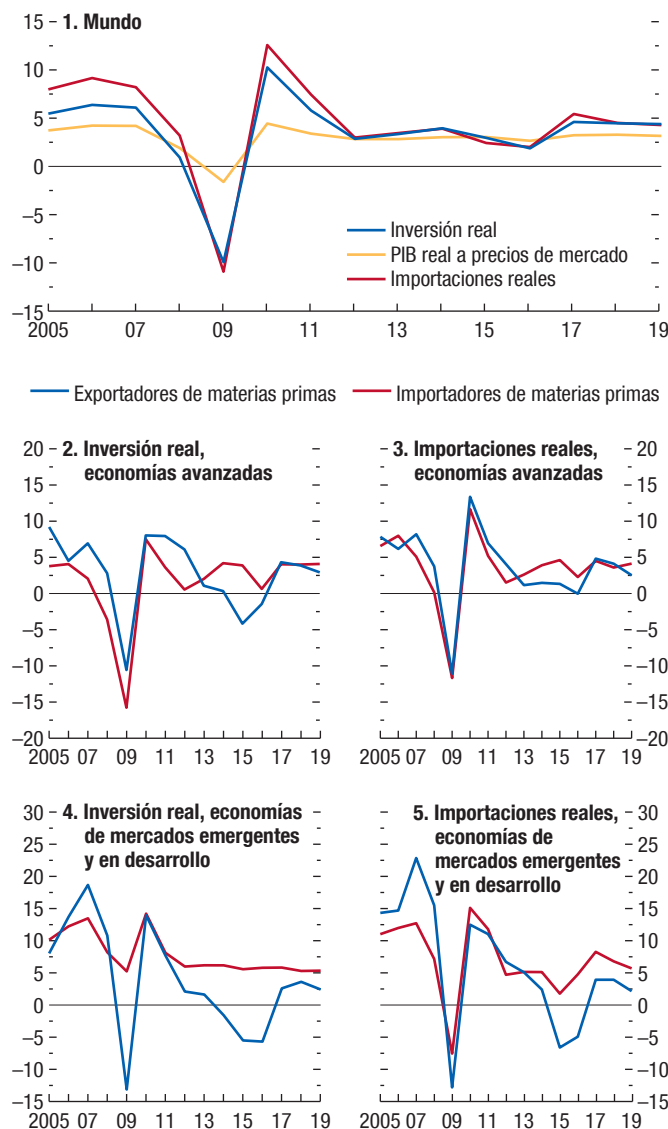 1. Mundo
15
10
5
0
–5
–10
–15
Inversión real
PIB real a precios de mercado
Importaciones reales
2005 07 09 11 13 15 17 19
Exportadores de materias primas Importadores de materias primas
2. Inversión real,
economías avanzadas
20
15
10
5
0
–5
–10
–15
–20
2005 07 09 11 13 15 17 19
3. Importaciones reales,
economías avanzadas
20
15
10
5
0
–5
–10
–15
–20
2005 07 09 11 13 15 17 19
4. Inversión real, economías
de mercados emergentes
y en desarrollo
30
25
20
15
10
5
0
–5
–10
–15
2005 07 09 11 13 15 17 19
5. Importaciones reales,
economías de
mercados emergentes
y en desarrollo
30
25
20
15
10
5
0
–5
–10
–15
2005 07 09 11 13 15 17 19